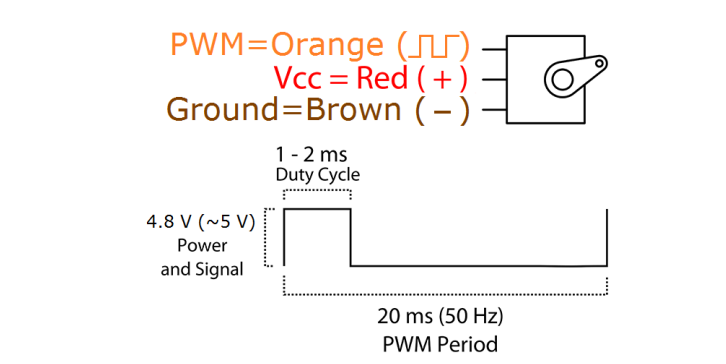 PWM=Orange (⎍⎍)
Vcc = Red ( + )
Ground=Brown ( − )
1 - 2 ms
Duty Cycle
4.8 V (~5 V)
Power
and Signal
20 ms (50 Hz)
PWM Period